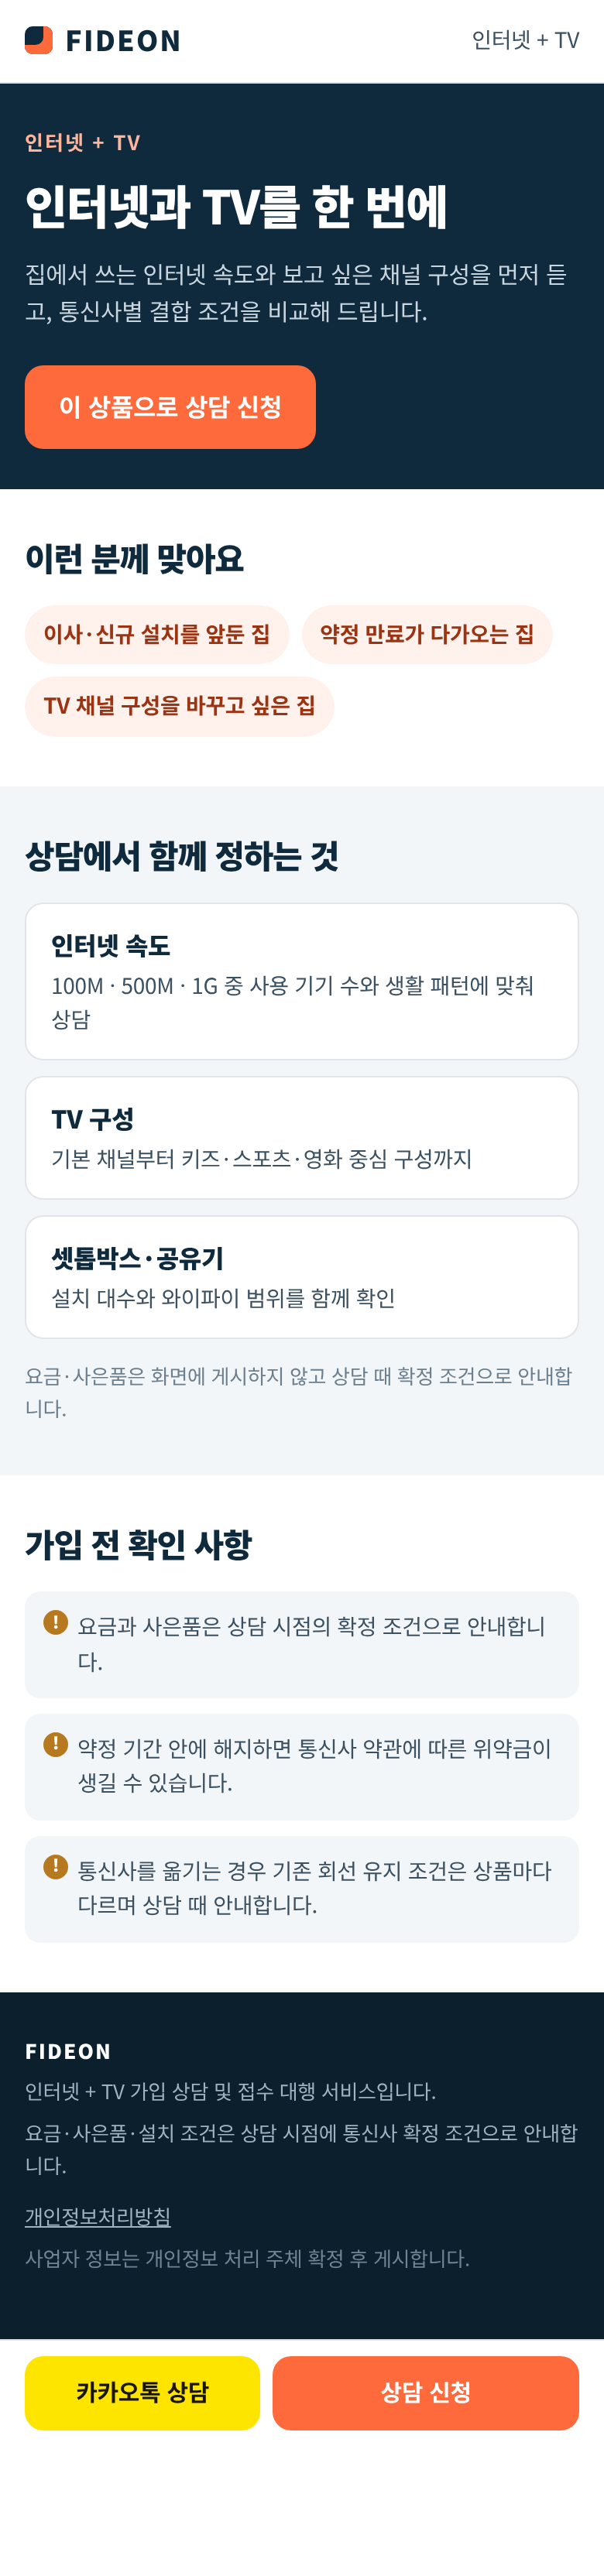 FIDEON
인터넷 + TV
인터넷 + TV
인터넷과 TV를 한 번에
집에서 쓰는 인터넷 속도와 보고 싶은 채널 구성을 먼저 듣
고, 통신사별 결합 조건을 비교해 드립니다.
이 상품으로 상담 신청
이런 분께 맞아요
이사·신규 설치를 앞둔 집
약정 만료가 다가오는 집
TV 채널 구성을 바꾸고 싶은 집
상담에서 함께 정하는 것
인터넷 속도
100M · 500M · 1G 중 사용 기기 수와 생활 패턴에 맞춰
상담
TV 구성
기본 채널부터 키즈·스포츠·영화 중심 구성까지
셋톱박스·공유기
설치 대수와 와이파이 범위를 함께 확인
요금·사은품은 화면에 게시하지 않고 상담 때 확정 조건으로 안내합
니다.
가입 전 확인 사항
! 요금과 사은품은 상담 시점의 확정 조건으로 안내합니
다.
! 약정 기간 안에 해지하면 통신사 약관에 따른 위약금이
생길 수 있습니다.
! 통신사를 옮기는 경우 기존 회선 유지 조건은 상품마다
다르며 상담 때 안내합니다.
FIDEON
인터넷 + TV 가입 상담 및 접수 대행 서비스입니다.
요금·사은품·설치 조건은 상담 시점에 통신사 확정 조건으로 안내합
니다.
개인정보처리방침
사업자 정보는 개인정보 처리 주체 확정 후 게시합니다.
카카오톡 상담
상담 신청